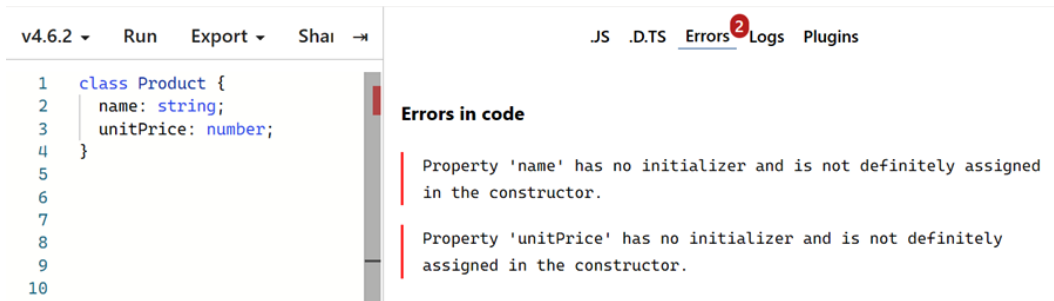 v4.6.2 Run Export Shar
.JS .D.TS Errors 2 Logs Plugins
1 class Product {
2 name: string;
3 unitPrice: number;
4 }
5
6
7
8
9
10
Errors in code
Property 'name' has no initializer and is not definitely assigned
in the constructor.
Property 'unitPrice' has no initializer and is not definitely
assigned in the constructor.